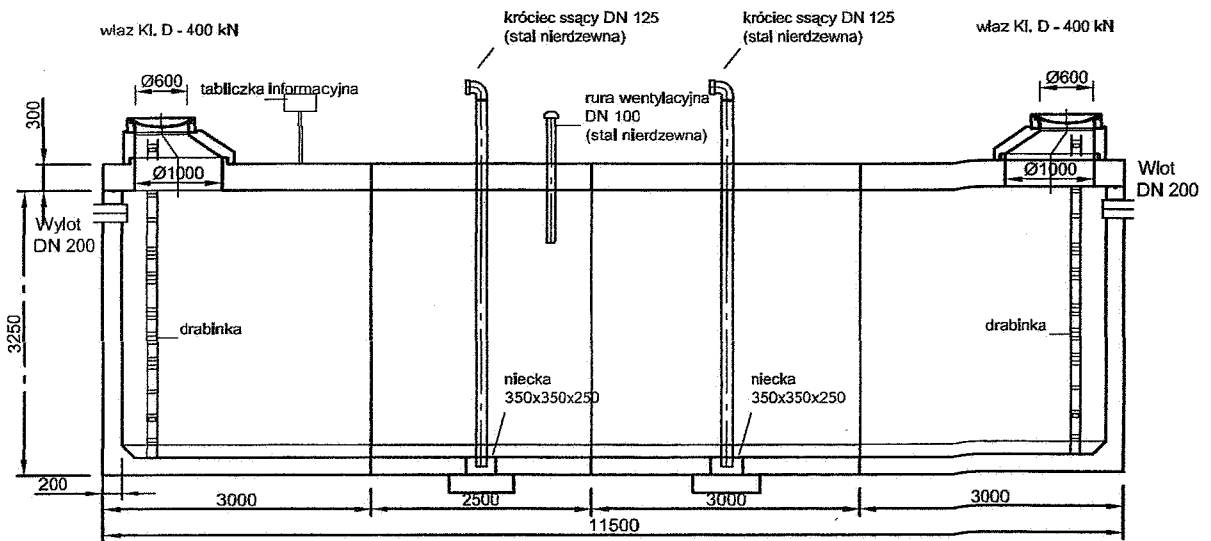 właz Kl. D - 400 kN
króciec ssący DN 125
(stal nierdzewna)
króciec ssący DN 125
(stal nierdzewna)
właz Kl. D - 400 kN
Ø600
tabliczka informacyjna
rura wentylacyjna
DN 100
(stal nierdzewna)
Ø600
300
Ø1000
Ø1000
Wlot
DN 200
Wylot
DN 200
3250
drabinka
drabinka
niecka
350x350x250
niecka
350x350x250
200
3000
2500
3000
3000
11500